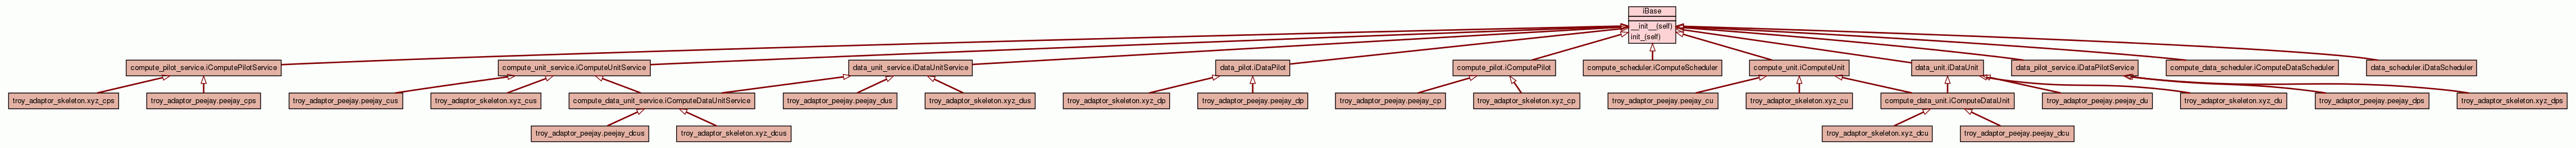 iBase
__init__(self)
init_(self)
compute_pilot_service.iComputePilotService
compute_unit_service.iComputeUnitService
data_unit_service.iDataUnitService
data_pilot.iDataPilot
compute_pilot.iComputePilot
compute_scheduler.iComputeScheduler
compute_unit.iComputeUnit
data_unit.iDataUnit
data_pilot_service.iDataPilotService
compute_data_scheduler.iComputeDataScheduler
data_scheduler.iDataScheduler
troy_adaptor_skeleton.xyz_cps
troy_adaptor_peejay.peejay_cps
troy_adaptor_peejay.peejay_cus
troy_adaptor_skeleton.xyz_cus
compute_data_unit_service.iComputeDataUnitService
troy_adaptor_peejay.peejay_dus
troy_adaptor_skeleton.xyz_dus
troy_adaptor_skeleton.xyz_dp
troy_adaptor_peejay.peejay_dp
troy_adaptor_peejay.peejay_cp
troy_adaptor_skeleton.xyz_cp
troy_adaptor_peejay.peejay_cu
troy_adaptor_skeleton.xyz_cu
compute_data_unit.iComputeDataUnit
troy_adaptor_peejay.peejay_du
troy_adaptor_skeleton.xyz_du
troy_adaptor_peejay.peejay_dps
troy_adaptor_skeleton.xyz_dps
troy_adaptor_peejay.peejay_dcus
troy_adaptor_skeleton.xyz_dcus
troy_adaptor_skeleton.xyz_dcu
troy_adaptor_peejay.peejay_dcu